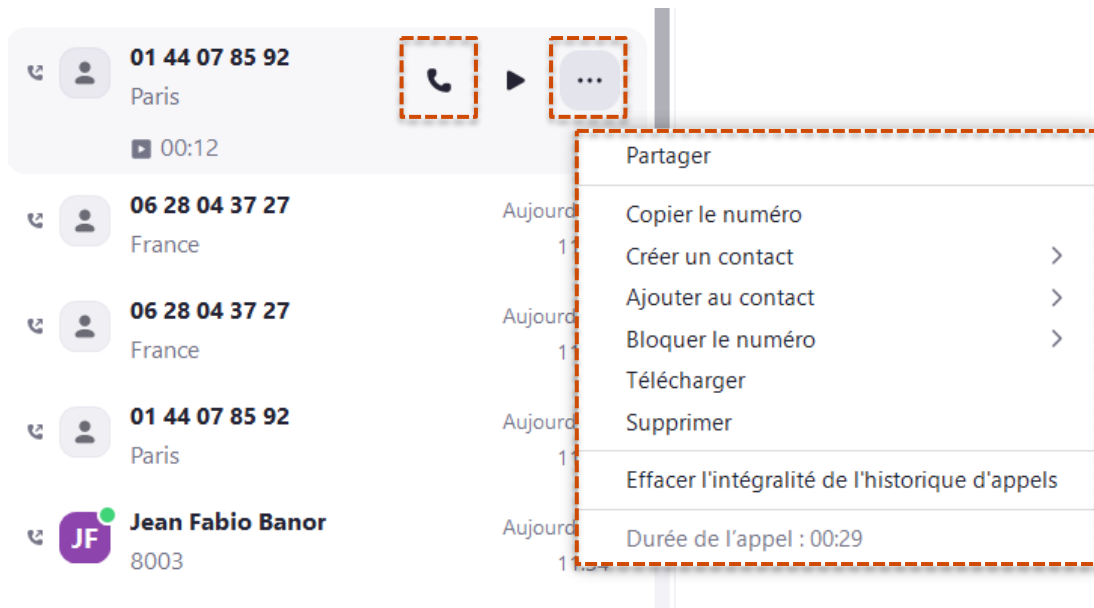 01 44 07 85 92
Paris
00:12
06 28 04 37 27
France
06 28 04 37 27
France
01 44 07 85 92
Paris
JF
Jean Fabio Banor
8003
Partager
Copier le numéro
Créer un contact
Ajouter au contact
Bloquer le numéro
Télécharger
Supprimer
Effacer l'intégralité de l'historique d'appels
Durée de l’appel : 00:29